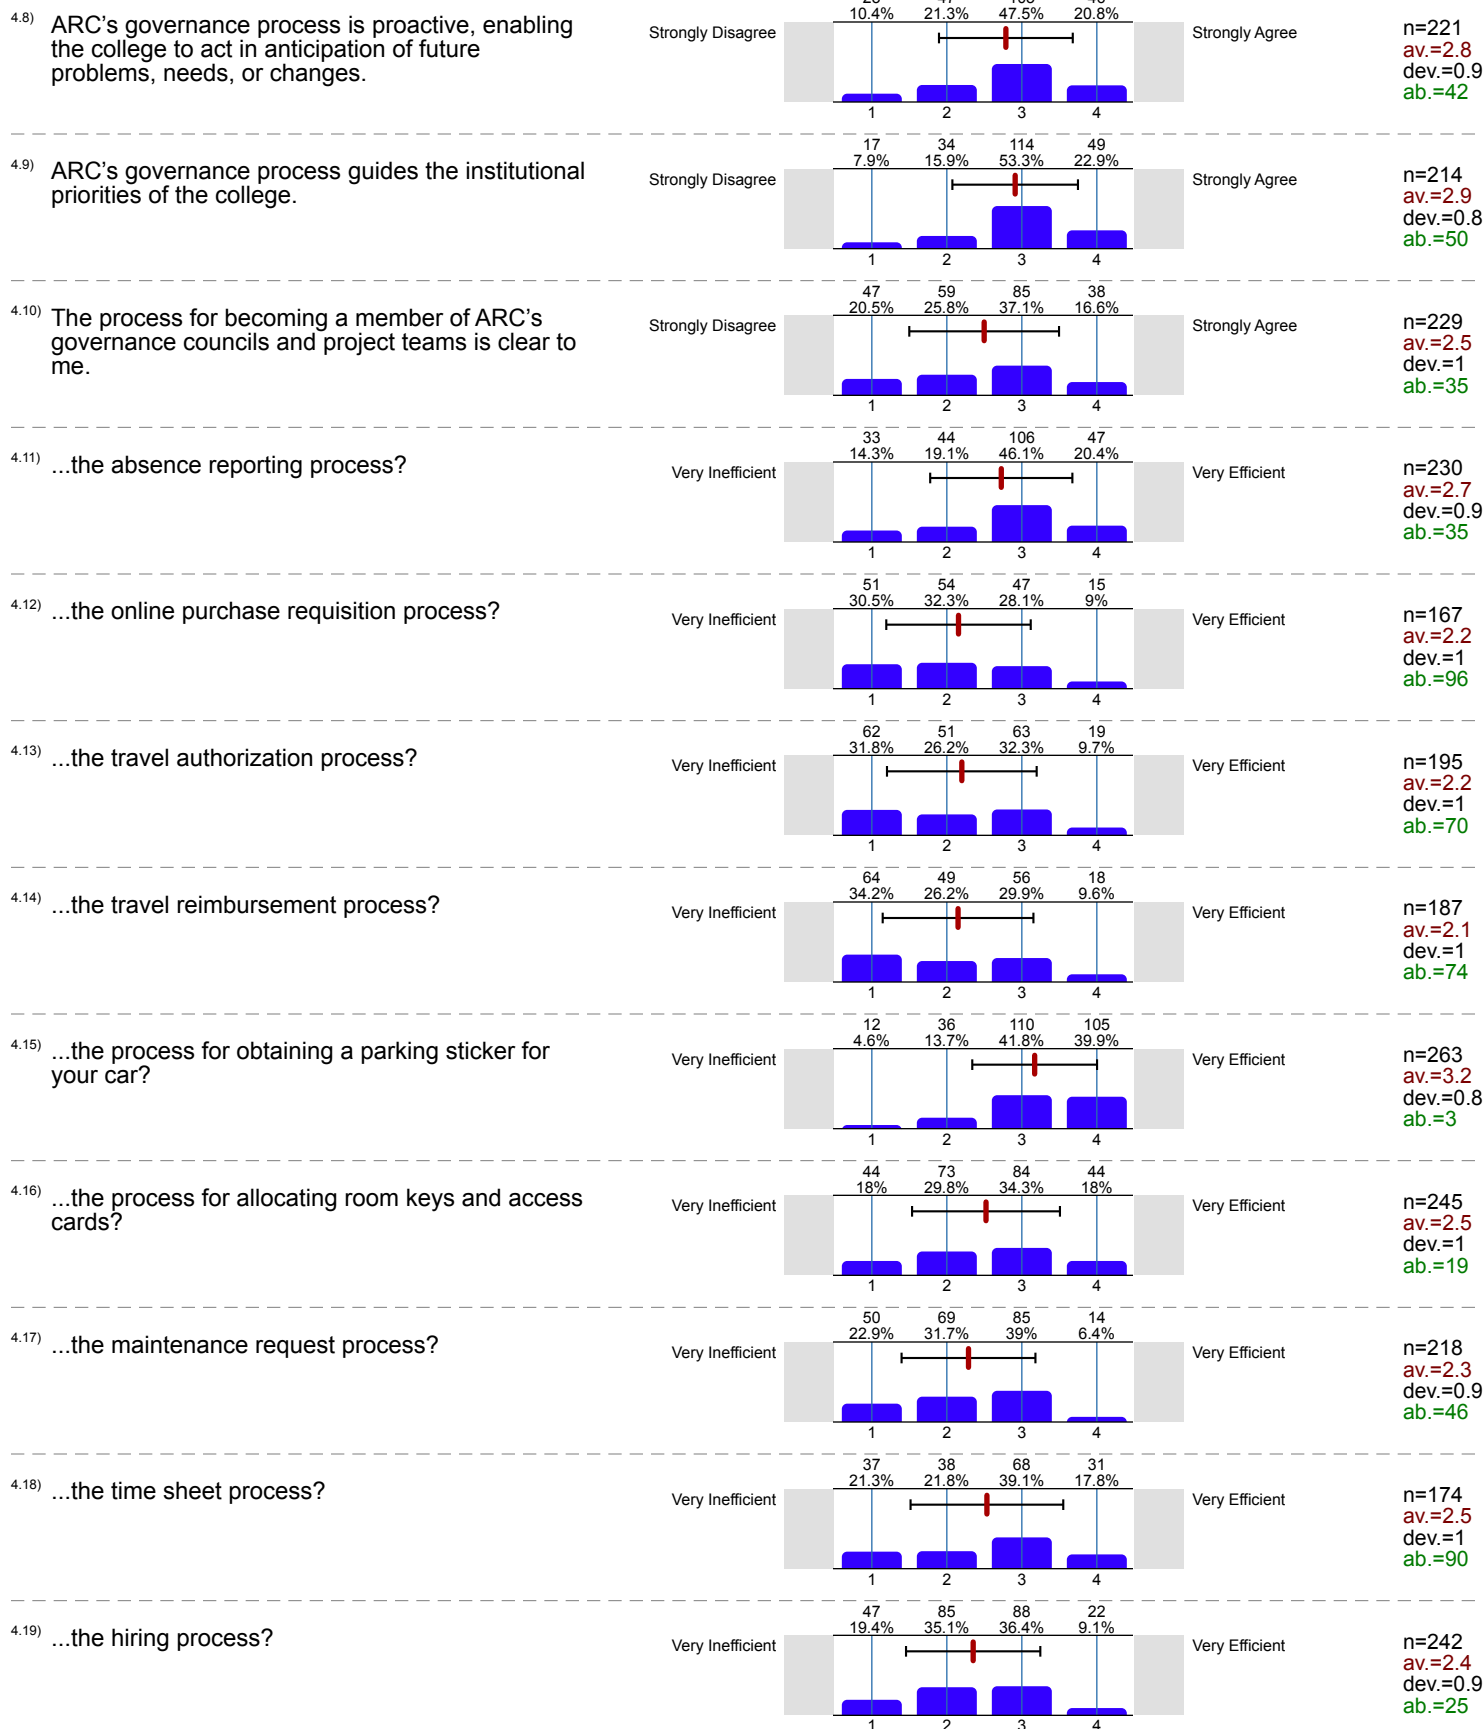 4.8) ARC's governance process is proactive, enabling
the college to act in anticipation of future
problems, needs, or changes.
Strongly Disagree
10.4% 21.3% 47.5% 20.8%
1 2 3 4
Strongly Agree
n=221
av.=2.8
dev.=0.9
ab.=42
4.9) ARC's governance process guides the institutional
priorities of the college.
Strongly Disagree
17 34 114 49
7.9% 15.9% 53.3% 22.9%
1 2 3 4
Strongly Agree
n=214
av.=2.9
dev.=0.8
ab.=50
4.10) The process for becoming a member of ARC's
governance councils and project teams is clear to
me.
Strongly Disagree
47 59 85 38
20.5% 25.8% 37.1% 16.6%
1 2 3 4
Strongly Agree
n=229
av.=2.5
dev.=1
ab.=35
4.11) ...the absence reporting process?
Very Inefficient
33 44 106 47
14.3% 19.1% 46.1% 20.4%
1 2 3 4
Very Efficient
n=230
av.=2.7
dev.=0.9
ab.=35
4.12) ...the online purchase requisition process?
Very Inefficient
51 54 47 15
30.5% 32.3% 28.1% 9%
1 2 3 4
Very Efficient
n=167
av.=2.2
dev.=1
ab.=96
4.13) ...the travel authorization process?
Very Inefficient
62 51 63 19
31.8% 26.2% 32.3% 9.7%
1 2 3 4
Very Efficient
n=195
av.=2.2
dev.=1
ab.=70
4.14) ...the travel reimbursement process?
Very Inefficient
64 49 56 18
34.2% 26.2% 29.9% 9.6%
1 2 3 4
Very Efficient
n=187
av.=2.1
dev.=1
ab.=74
4.15) ...the process for obtaining a parking sticker for
your car?
Very Inefficient
12 36 110 105
4.6% 13.7% 41.8% 39.9%
1 2 3 4
Very Efficient
n=263
av.=3.2
dev.=0.8
ab.=3
4.16) ...the process for allocating room keys and access
cards?
Very Inefficient
44 73 84 44
18% 29.8% 34.3% 18%
1 2 3 4
Very Efficient
n=245
av.=2.5
dev.=1
ab.=19
4.17) ...the maintenance request process?
Very Inefficient
50 69 85 14
22.9% 31.7% 39% 6.4%
1 2 3 4
Very Efficient
n=218
av.=2.3
dev.=0.9
ab.=46
4.18) ...the time sheet process?
Very Inefficient
37 38 68 31
21.3% 21.8% 39.1% 17.8%
1 2 3 4
Very Efficient
n=174
av.=2.5
dev.=1
ab.=90
4.19) ...the hiring process?
Very Inefficient
47 85 88 22
19.4% 35.1% 36.4% 9.1%
1 2 3 4
Very Efficient
n=242
av.=2.4
dev.=0.9
ab.=25